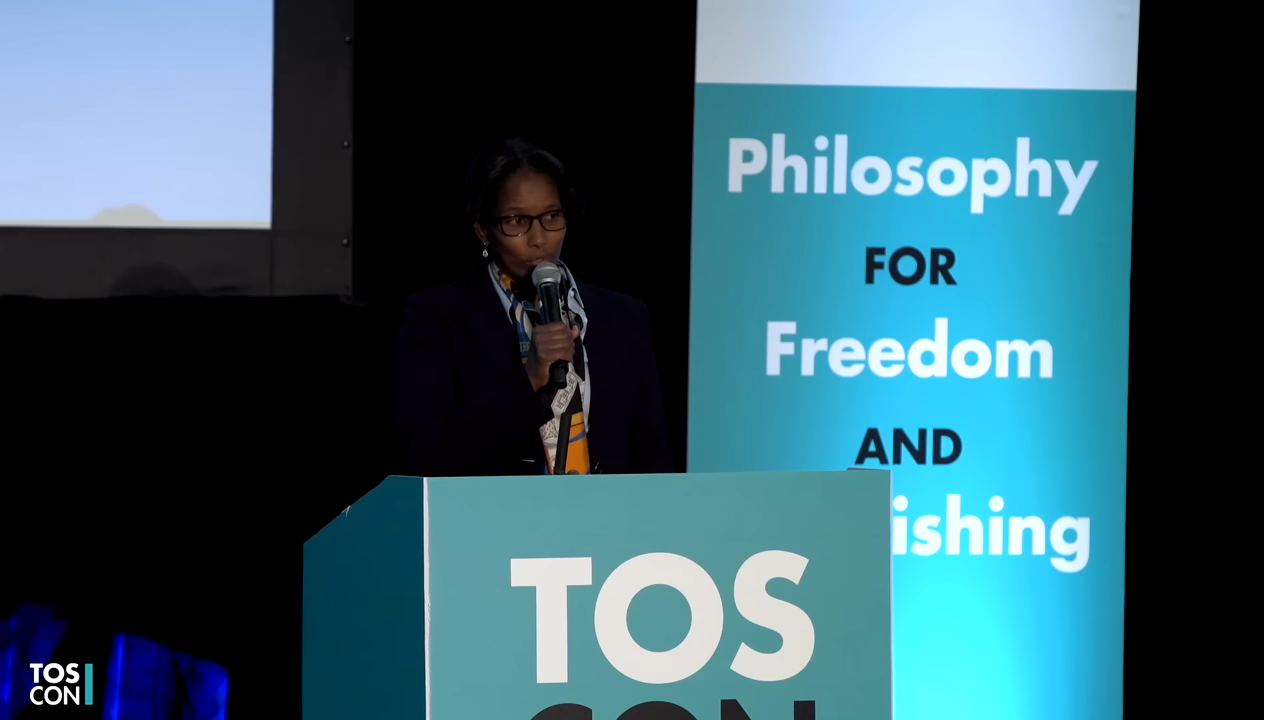 Philosophy
FOR
Freedom
AND
ishing
TOS
CON
TOS
CON